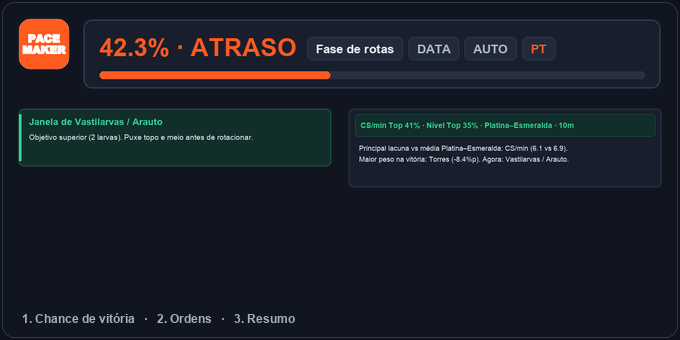 PACE
MAKER
42.3% · ATRASO Fase de rotas DATA AUTO PT
Janela de Vastilarvas / Arauto
Objetivo superior (2 larvas). Puxe topo e meio antes de rotacionar.
CS/min Top 41% · Nível Top 35% · Platina–Esmeralda · 10m
Principal lacuna vs média Platina–Esmeralda: CS/min (6.1 vs 6.9).
Maior peso na vitória: Torres (-8.4%p). Agora: Vastilarvas / Arauto.
1. Chance de vitória · 2. Ordens · 3. Resumo